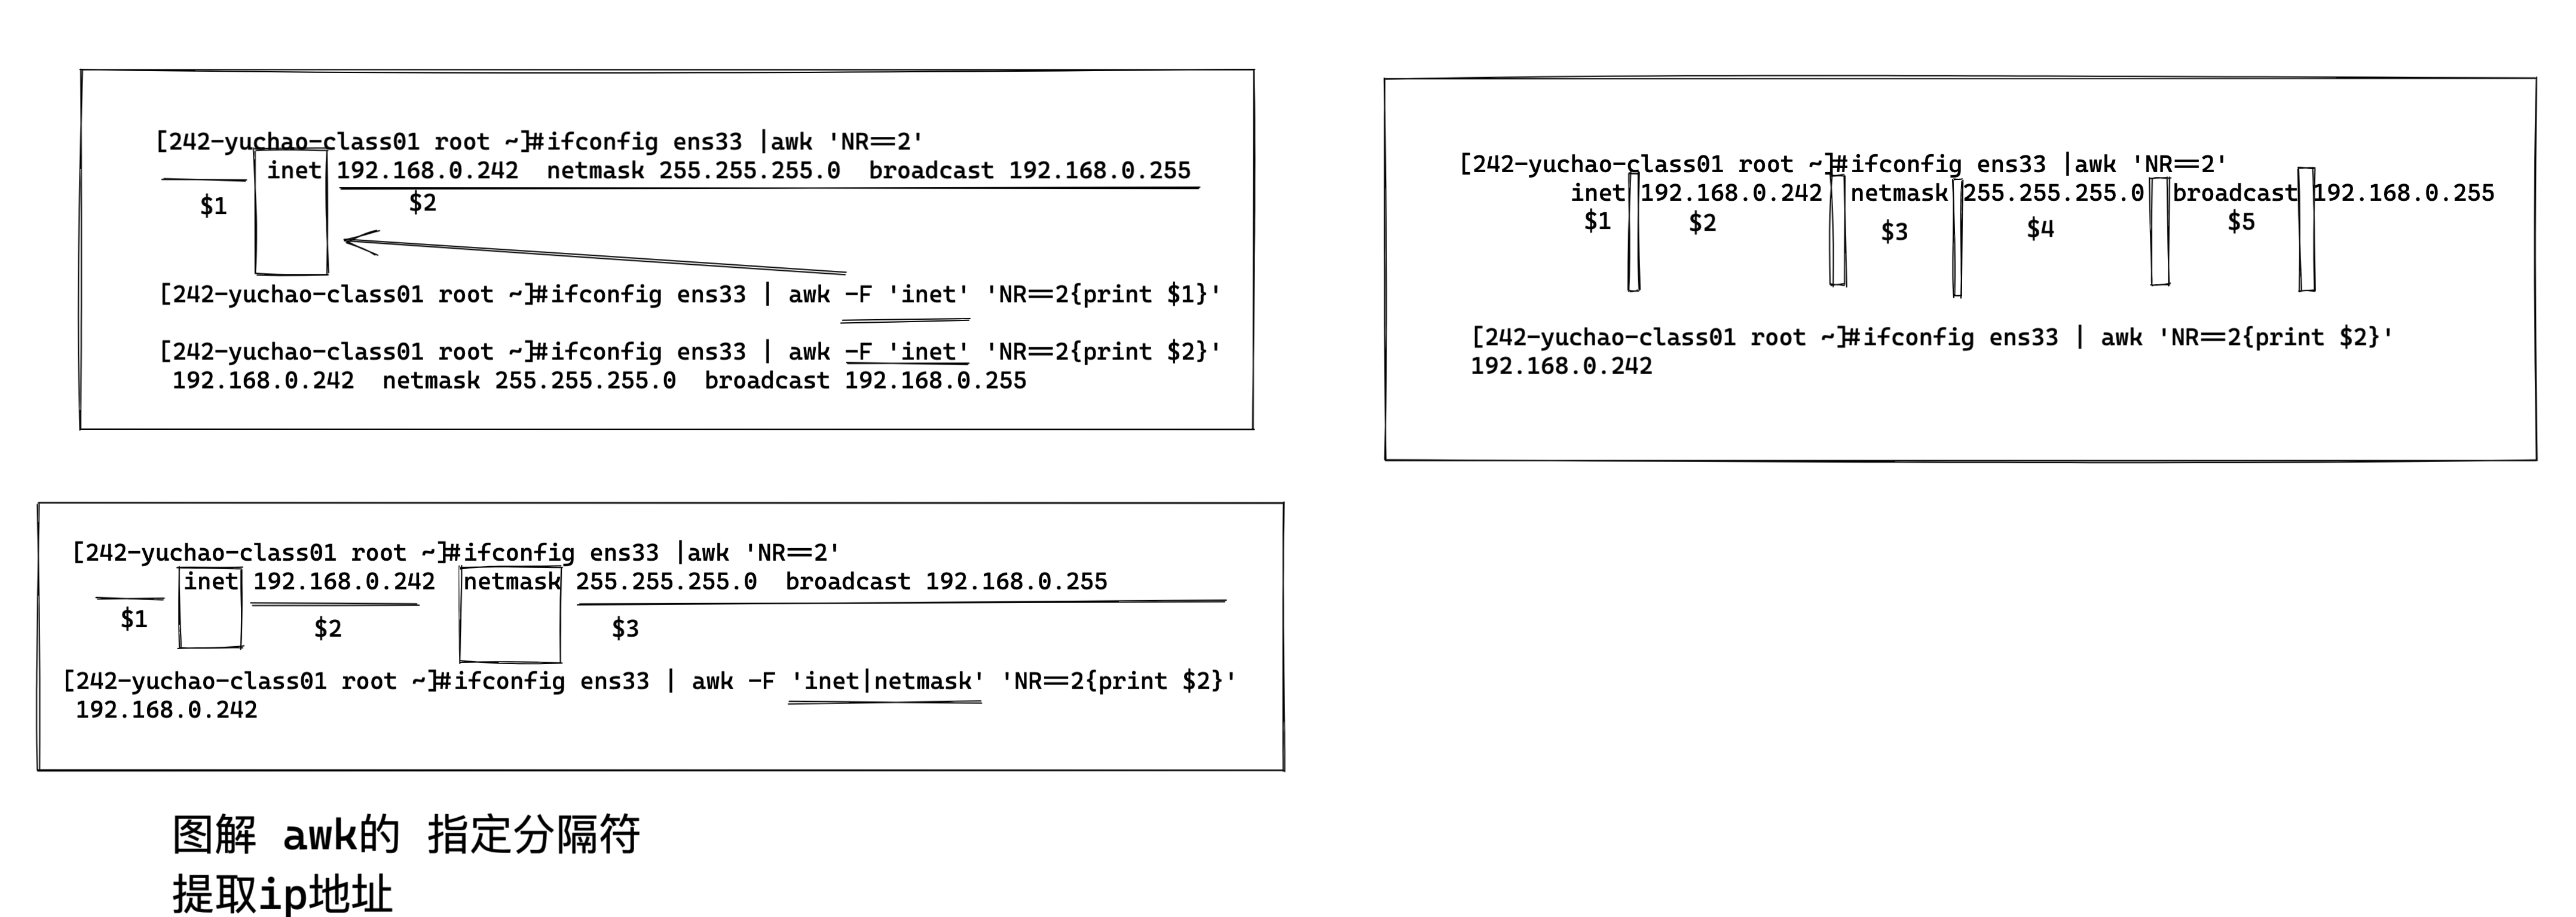 [242-yuchao-class01 root ~]#ifconfig ens33 |awk 'NR==2'
inet 192.168.0.242  netmask 255.255.255.0  broadcast 192.168.0.255
$1 $2
[242-yuchao-class01 root ~]#ifconfig ens33 | awk -F 'inet' 'NR==2{print $1}'
[242-yuchao-class01 root ~]#ifconfig ens33 | awk -F 'inet' 'NR==2{print $2}'
192.168.0.242  netmask 255.255.255.0  broadcast 192.168.0.255
[242-yuchao-class01 root ~]#ifconfig ens33 |awk 'NR==2'
inet 192.168.0.242  netmask 255.255.255.0  broadcast 192.168.0.255
$1 $2 $3 $4 $5
[242-yuchao-class01 root ~]#ifconfig ens33 | awk 'NR==2{print $2}'
192.168.0.242
[242-yuchao-class01 root ~]#ifconfig ens33 |awk 'NR==2'
inet 192.168.0.242  netmask 255.255.255.0  broadcast 192.168.0.255
$1 $2 $3
[242-yuchao-class01 root ~]#ifconfig ens33 | awk -F 'inet|netmask' 'NR==2{print $2}'
192.168.0.242
图解 awk的 指定分隔符
提取ip地址